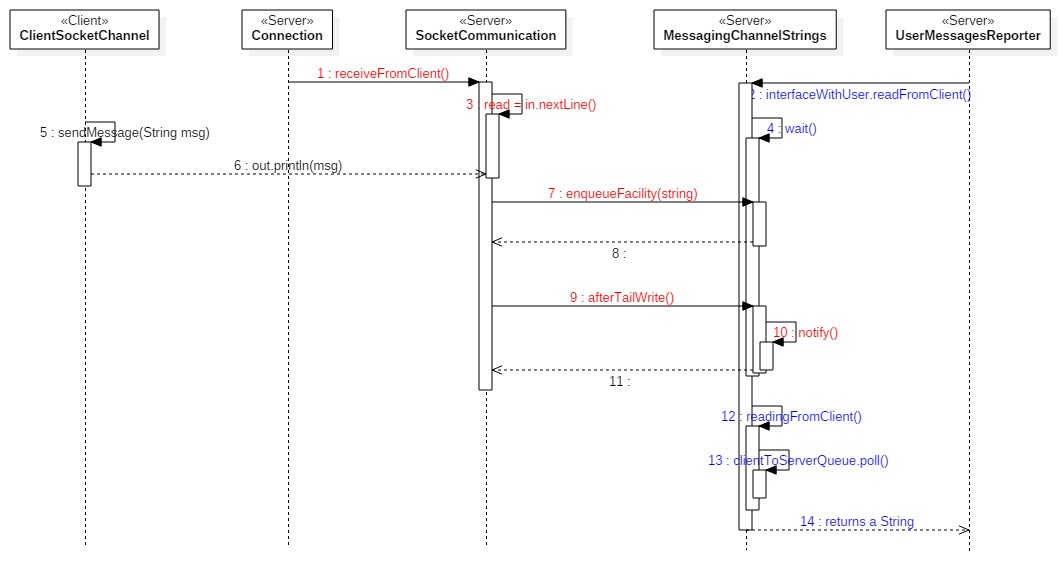 «Client»
ClientSocketChannel
«Server»
Connection
«Server»
SocketCommunication
«Server»
MessagingChannelStrings
«Server»
UserMessagesReporter
1 : receiveFromClient()
2 : interfaceWithUser.readFromClient()
3 : read = in.nextLine()
4 : wait()
5 : sendMessage(String msg)
6 : out.println(msg)
7 : enqueueFacility(string)
8 :
9 : afterTailWrite()
10 : notify()
11 :
12 : readingFromClient()
13 : clientToServerQueue.poll()
14 : returns a String